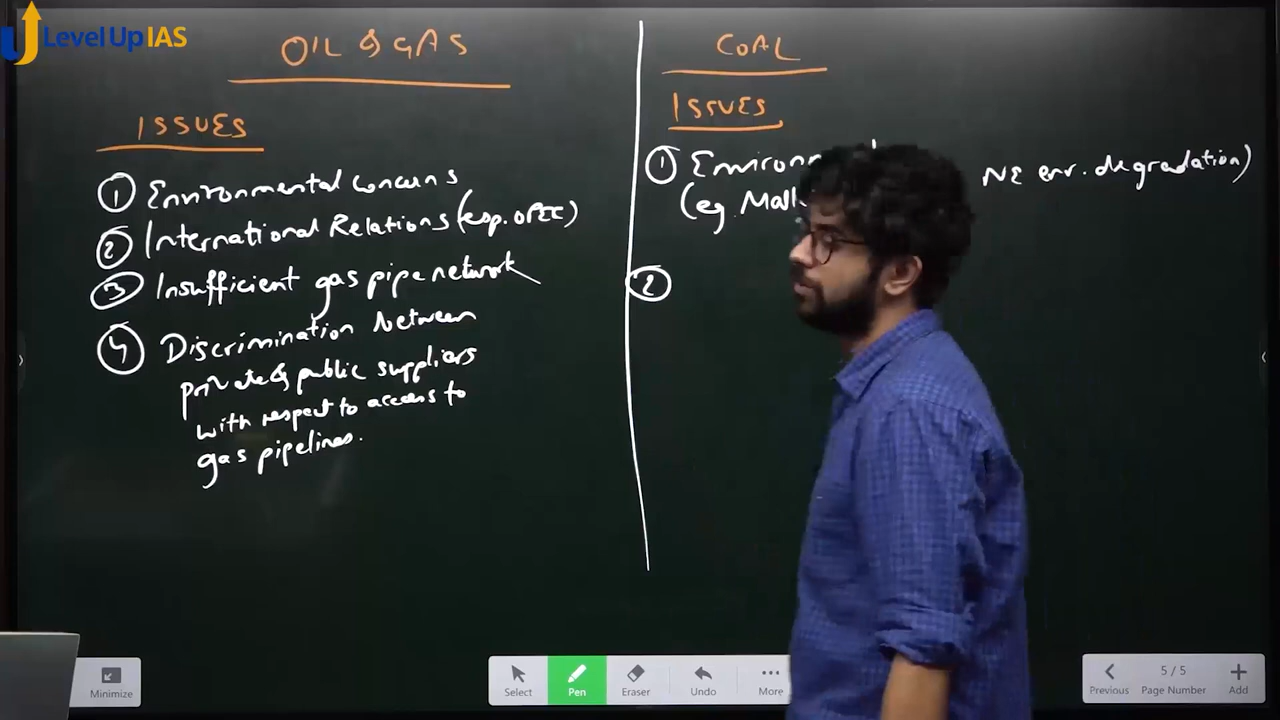 Level Up IAS
OIL & GAS
ISSUES
① Environmental Concerns
② International Relations (esp. OPEC)
③ Insufficient gas pipe network
④ Discrimination between
private & public suppliers
with respect to access to
gas pipelines.
COAL
ISSUES
① NE env. degradation)
(eg.
②
Minimize
Select
Pen
Eraser
Undo
More
Previous
5 / 5
Page Number
Add